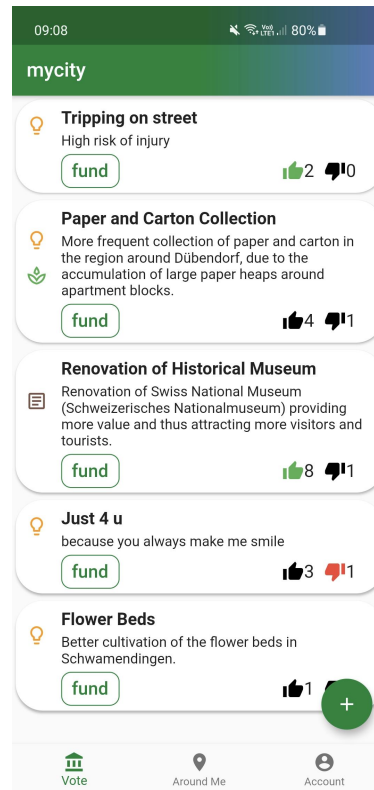 09:08 Vo) LTE1 80%
mycity
Tripping on street
High risk of injury
fund 2 0
Paper and Carton Collection
More frequent collection of paper and carton in
the region around Dübendorf, due to the
accumulation of large paper heaps around
apartment blocks.
fund 4 1
Renovation of Historical Museum
Renovation of Swiss National Museum
(Schweizerisches Nationalmuseum) providing
more value and thus attracting more visitors and
tourists.
fund 8 1
Just 4 u
because you always make me smile
fund 3 1
Flower Beds
Better cultivation of the flower beds in
Schwamendingen.
fund 1
+
Vote Around Me Account